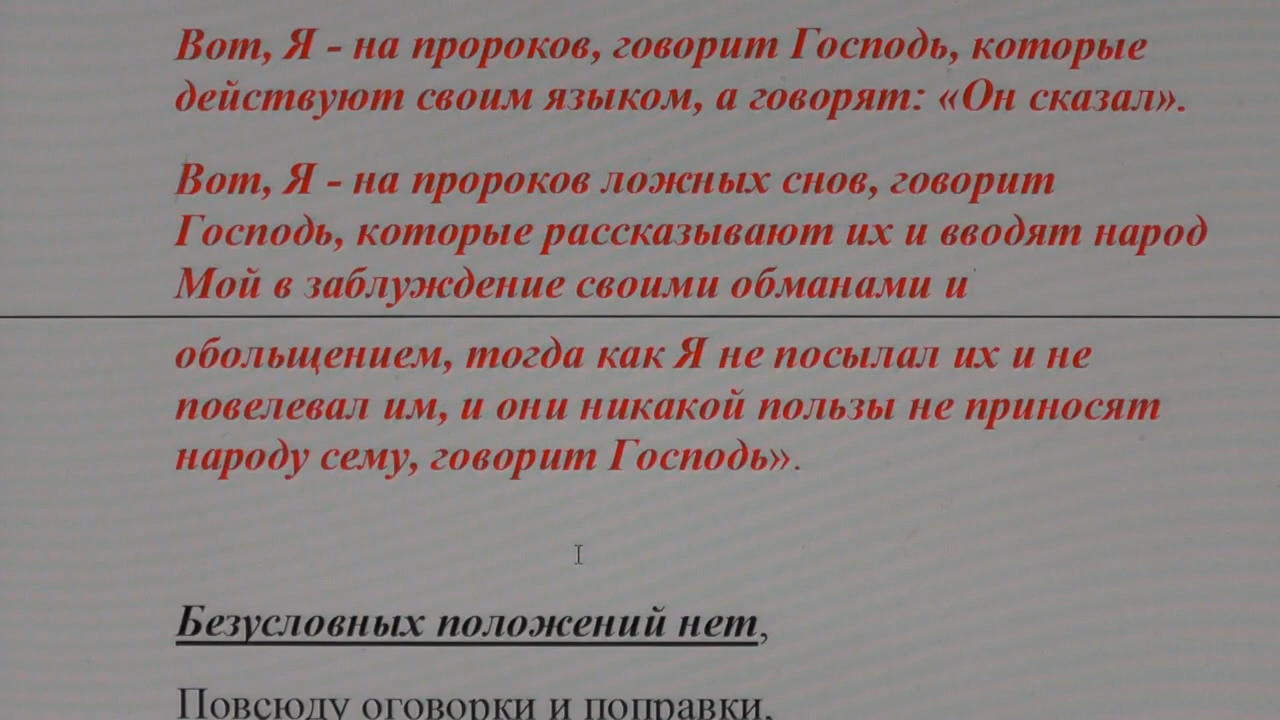 Вот, Я - на пророков, говорит Господь, которые
действуют своим языком, а говорят: «Он сказал».
Вот, Я - на пророков ложных снов, говорит
Господь, которые рассказывают их и вводят народ
Мой в заблуждение своими обманами и
обольщением, тогда как Я не посылал их и не
повелевал им, и они никакой пользы не приносят
народу сему, говорит Господь».
Безусловных положений нет,
Повсюду оговорки и поправки,